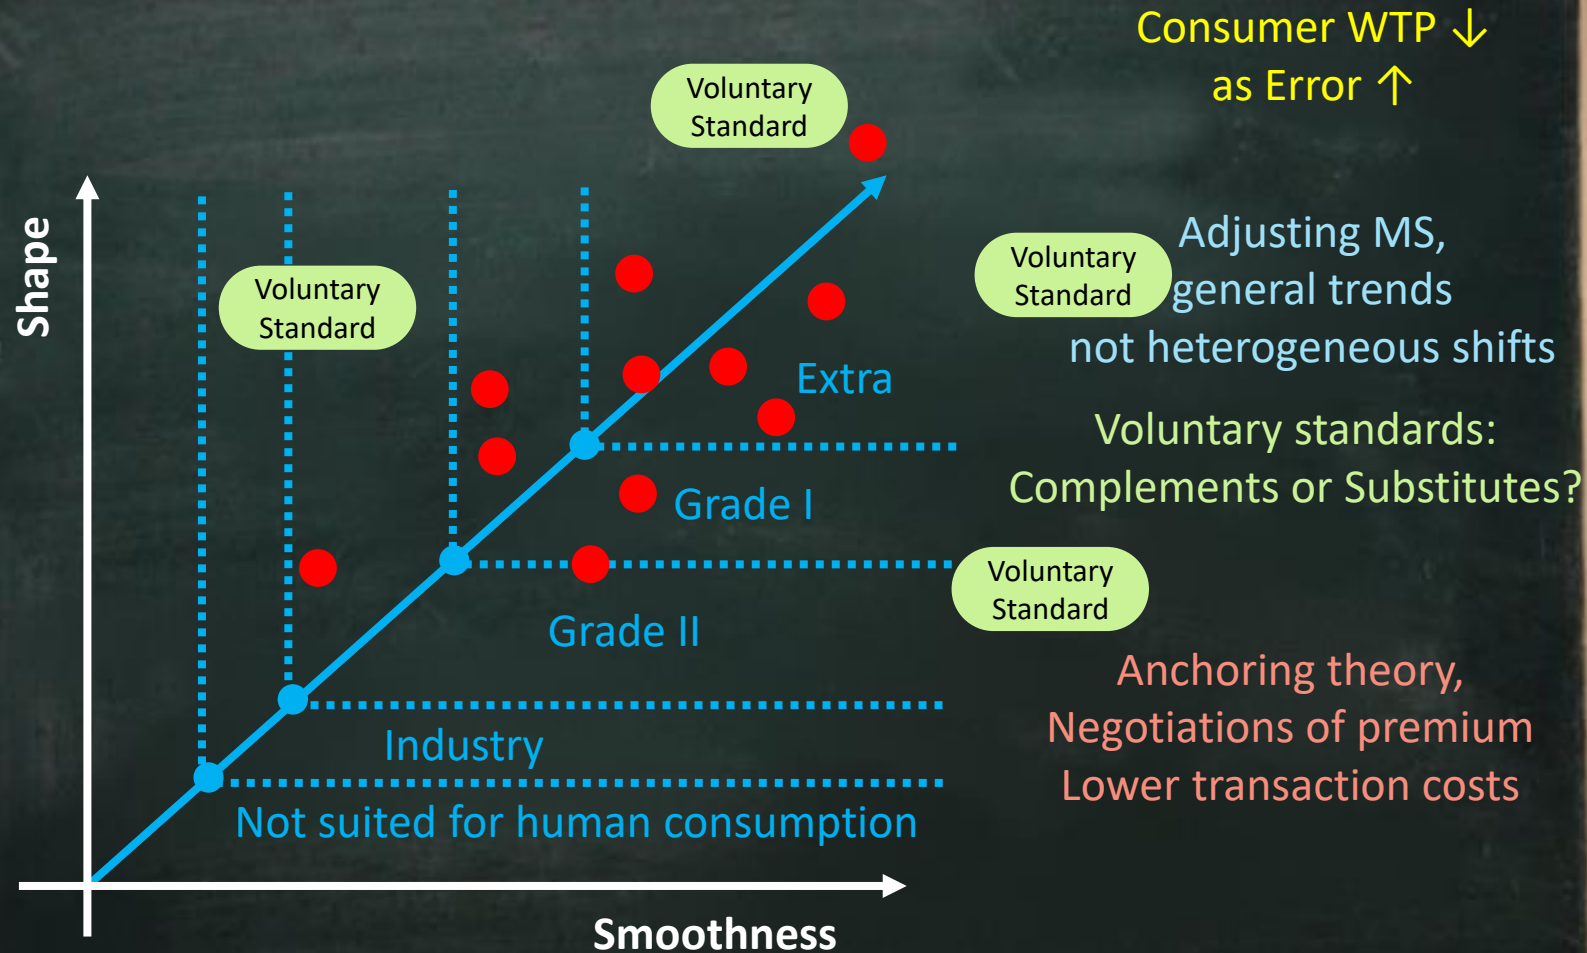 Consumer WTP ↓
as Error ↑
Voluntary
Standard
Shape
Voluntary
Standard
Voluntary
Standard
Adjusting MS,
general trends
not heterogeneous shifts
Extra
Voluntary standards:
Complements or Substitutes?
Grade I
Voluntary
Standard
Grade II
Anchoring theory,
Negotiations of premium
Lower transaction costs
Industry
Not suited for human consumption
Smoothness